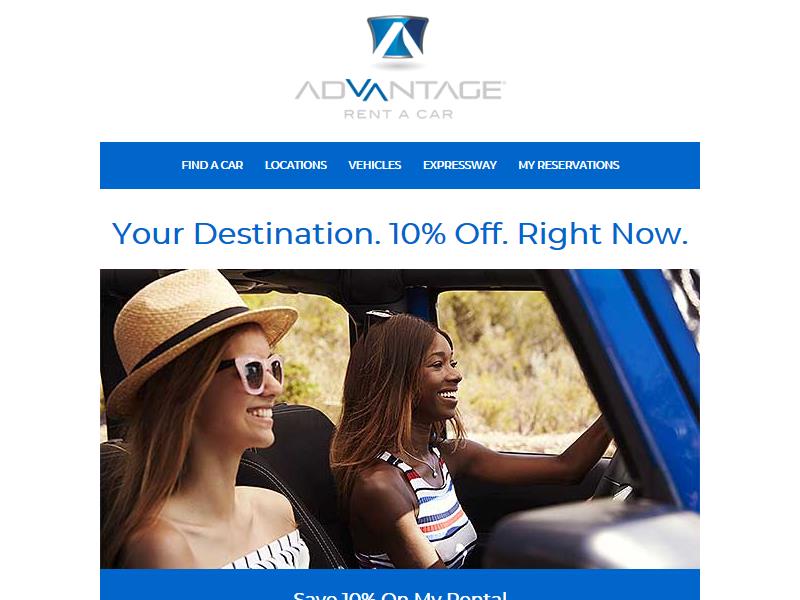 ADVANTAGE
RENT A CAR
FIND A CAR LOCATIONS VEHICLES EXPRESSWAY MY RESERVATIONS
Your Destination. 10% Off. Right Now.
Save 10% On My Rental